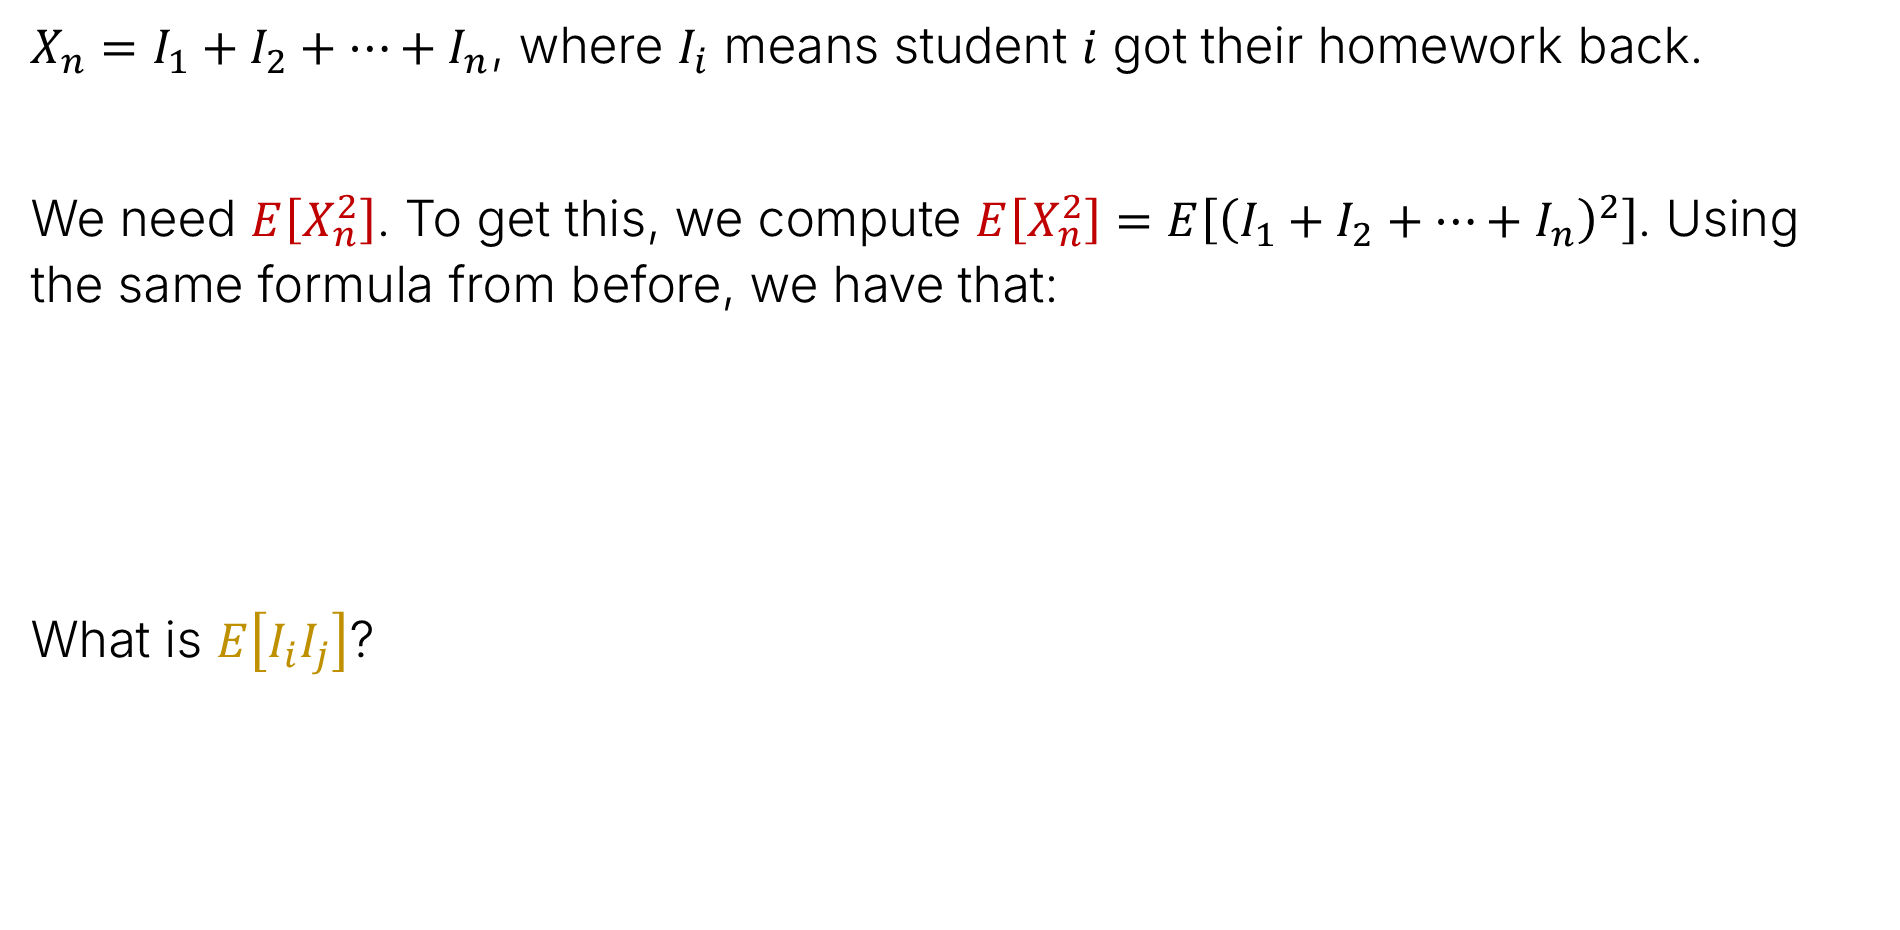 Xₙ = I₁ + I₂ + ⋯ + Iₙ, where Iᵢ means student i got their homework back.
We need E[Xₙ²]. To get this, we compute E[Xₙ²] = E[(I₁ + I₂ + ⋯ + Iₙ)²]. Using
the same formula from before, we have that:
What is E[IᵢIⱼ]?